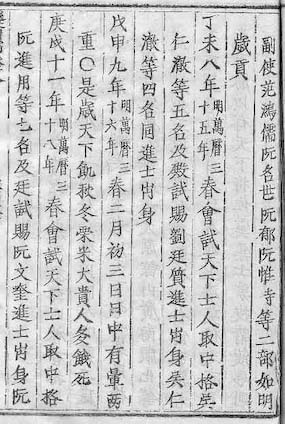 副使范鴻儒阮名世阮郁阮惟寺等二部如明
歲貢
丁未八年明萬曆三十五年春會試天下士人取中格吳
仁澈等五名及殿試賜劉廷質進士出身吳仁
澈等四名同進士出身
戊申九年明萬曆三十六年春二月初三日日中有暈兩
重〇是歲天下飢秋冬粟米大貴人多餓死
庚戌十一年明萬曆三十八年春會試天下士人取中格
阮進用等七名及廷試賜阮文奎進士出身阮